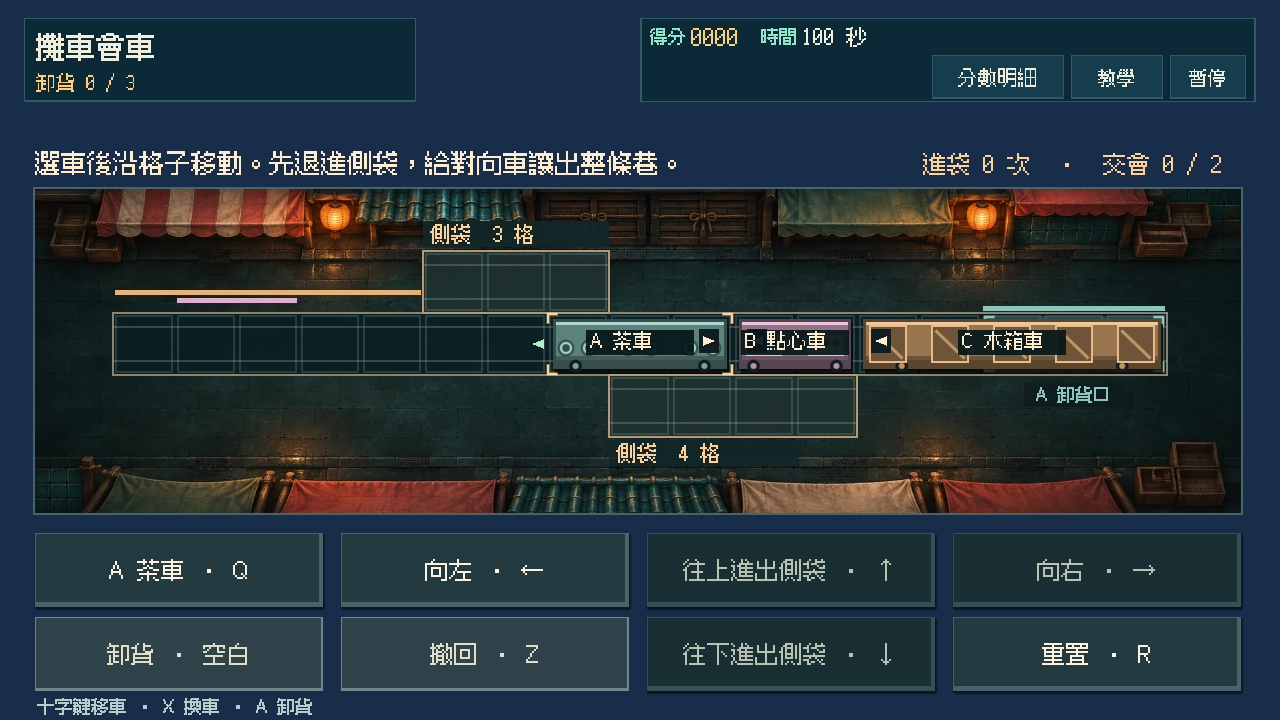 攤車會車
卸貨 0 / 3
得分 0000 時間 100 秒
分數明細 教學 暫停
選車後沿格子移動。先退進側袋，給對向車讓出整條巷。
進袋 0 次 · 交會 0 / 2
側袋 3 格
A 茶車
B 點心車
C 木箱車
A 卸貨口
側袋 4 格
A 茶車 · Q
向左 · ←
往上進出側袋 · ↑
向右 · →
卸貨 · 空白
撤回 · Z
往下進出側袋 · ↓
重置 · R
十字鍵移車 · X 換車 · A 卸貨